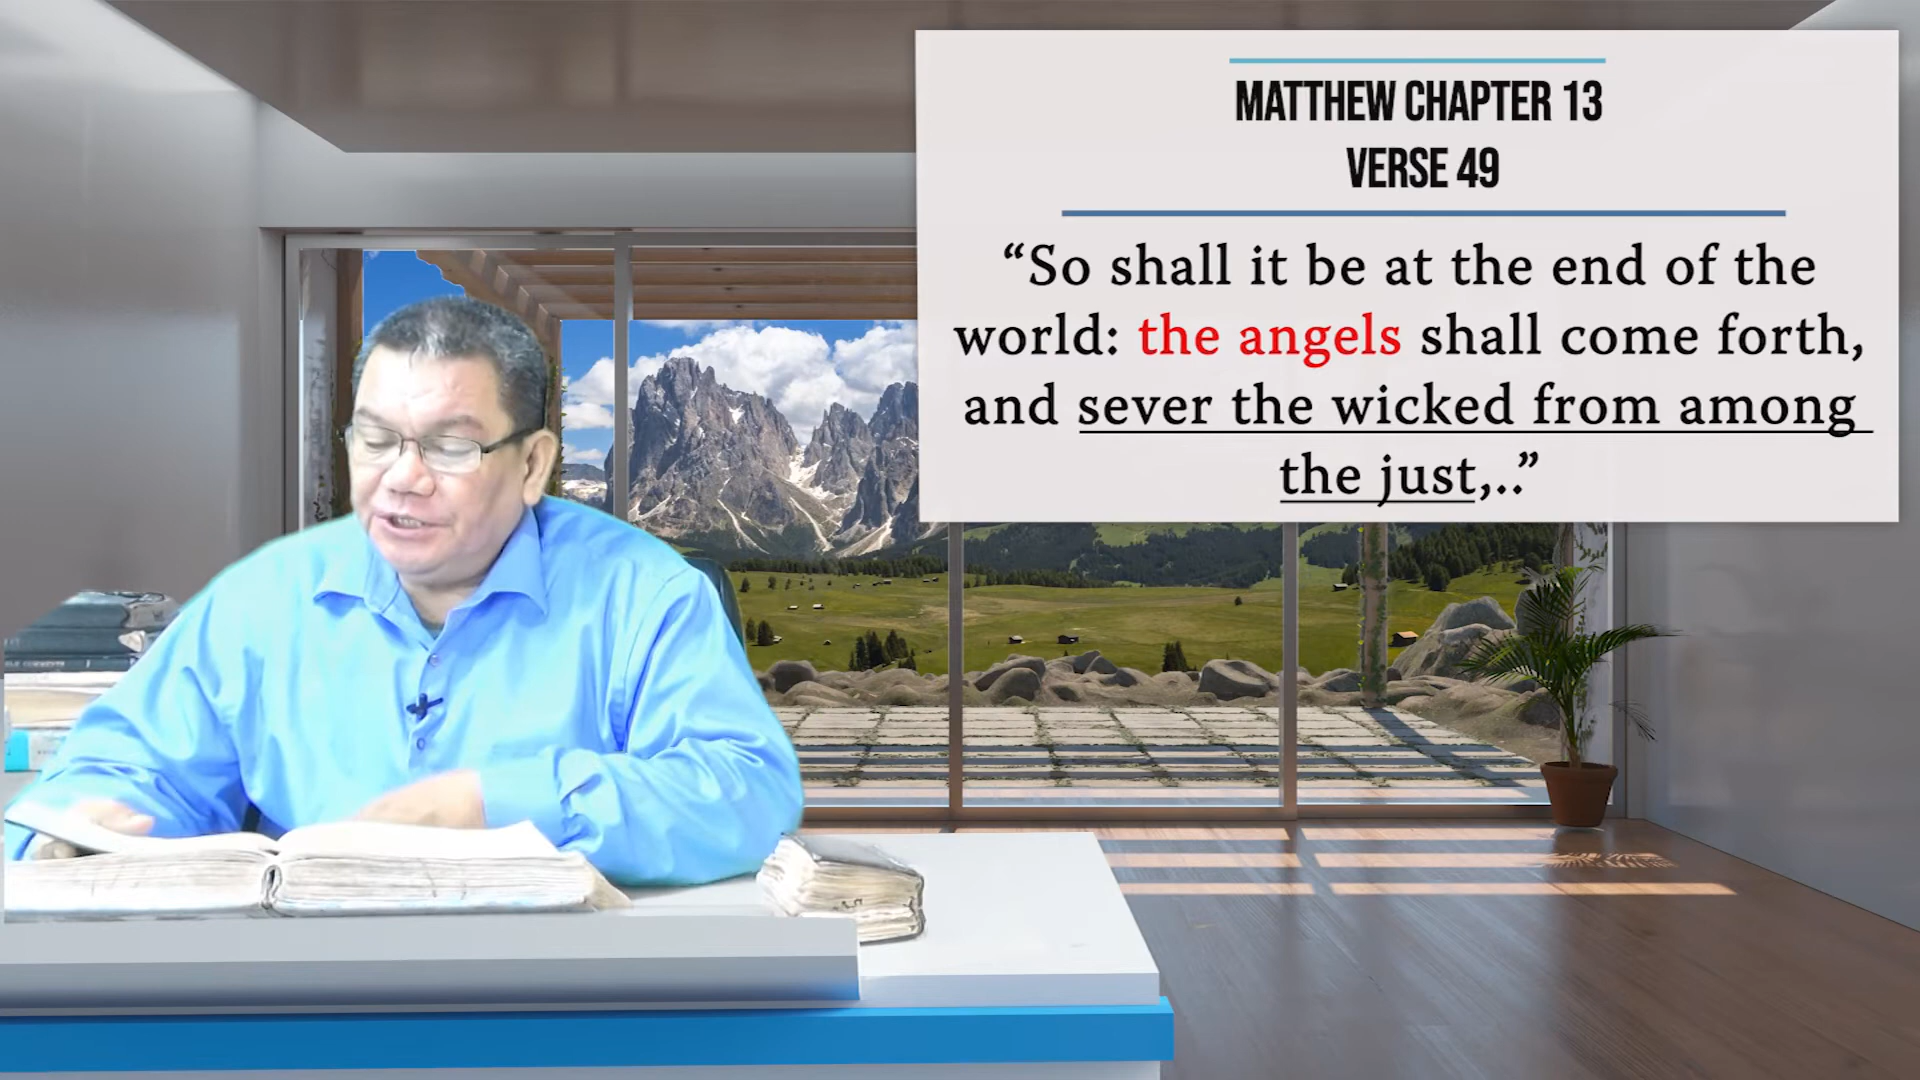 MATTHEW CHAPTER 13
VERSE 49
“So shall it be at the end of the
world: the angels shall come forth,
and sever the wicked from among
the just,..”